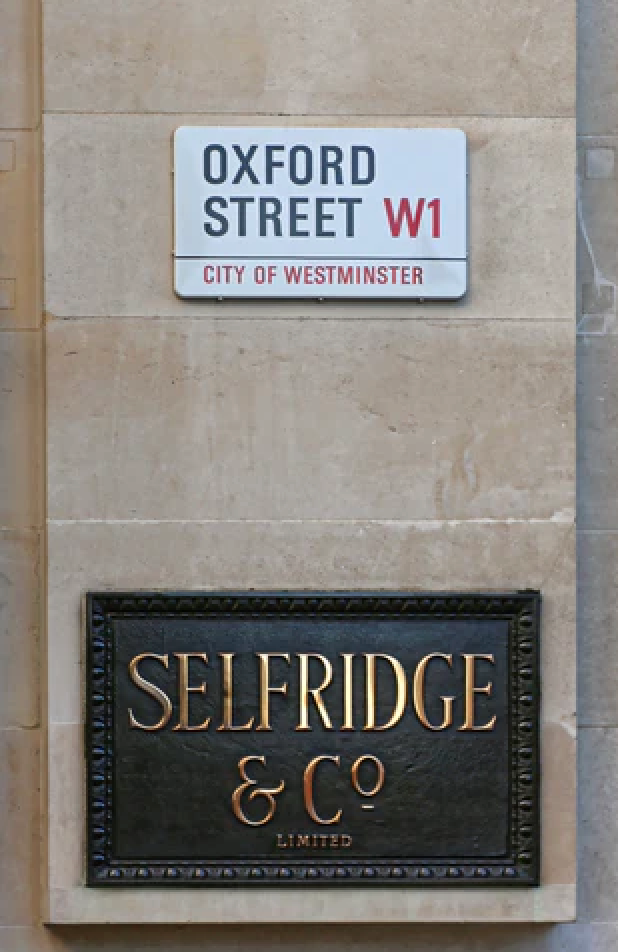 OXFORD
STREET W1
CITY OF WESTMINSTER
SELFRIDGE
& Cº
LIMITED